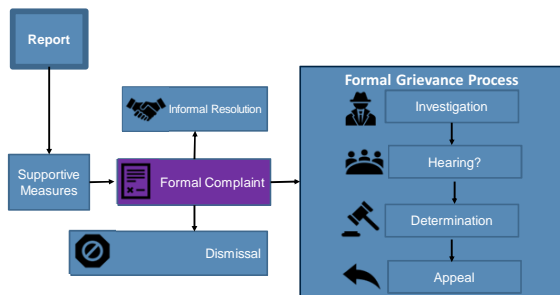 Report
Formal Grievance Process
Investigation
Informal Resolution
Hearing?
Supportive
Measures
Formal Complaint
Determination
Dismissal
Appeal